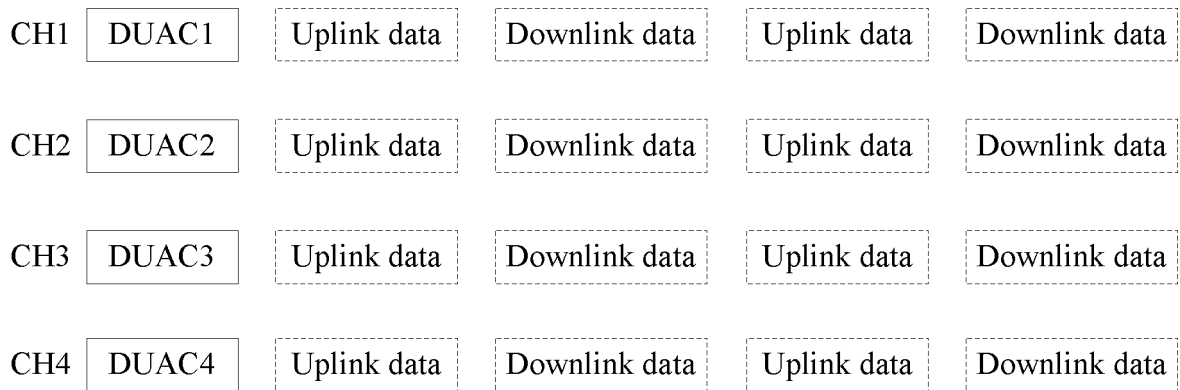 CH1 DUAC1 Uplink data Downlink data Uplink data Downlink data
CH2 DUAC2 Uplink data Downlink data Uplink data Downlink data
CH3 DUAC3 Uplink data Downlink data Uplink data Downlink data
CH4 DUAC4 Uplink data Downlink data Uplink data Downlink data